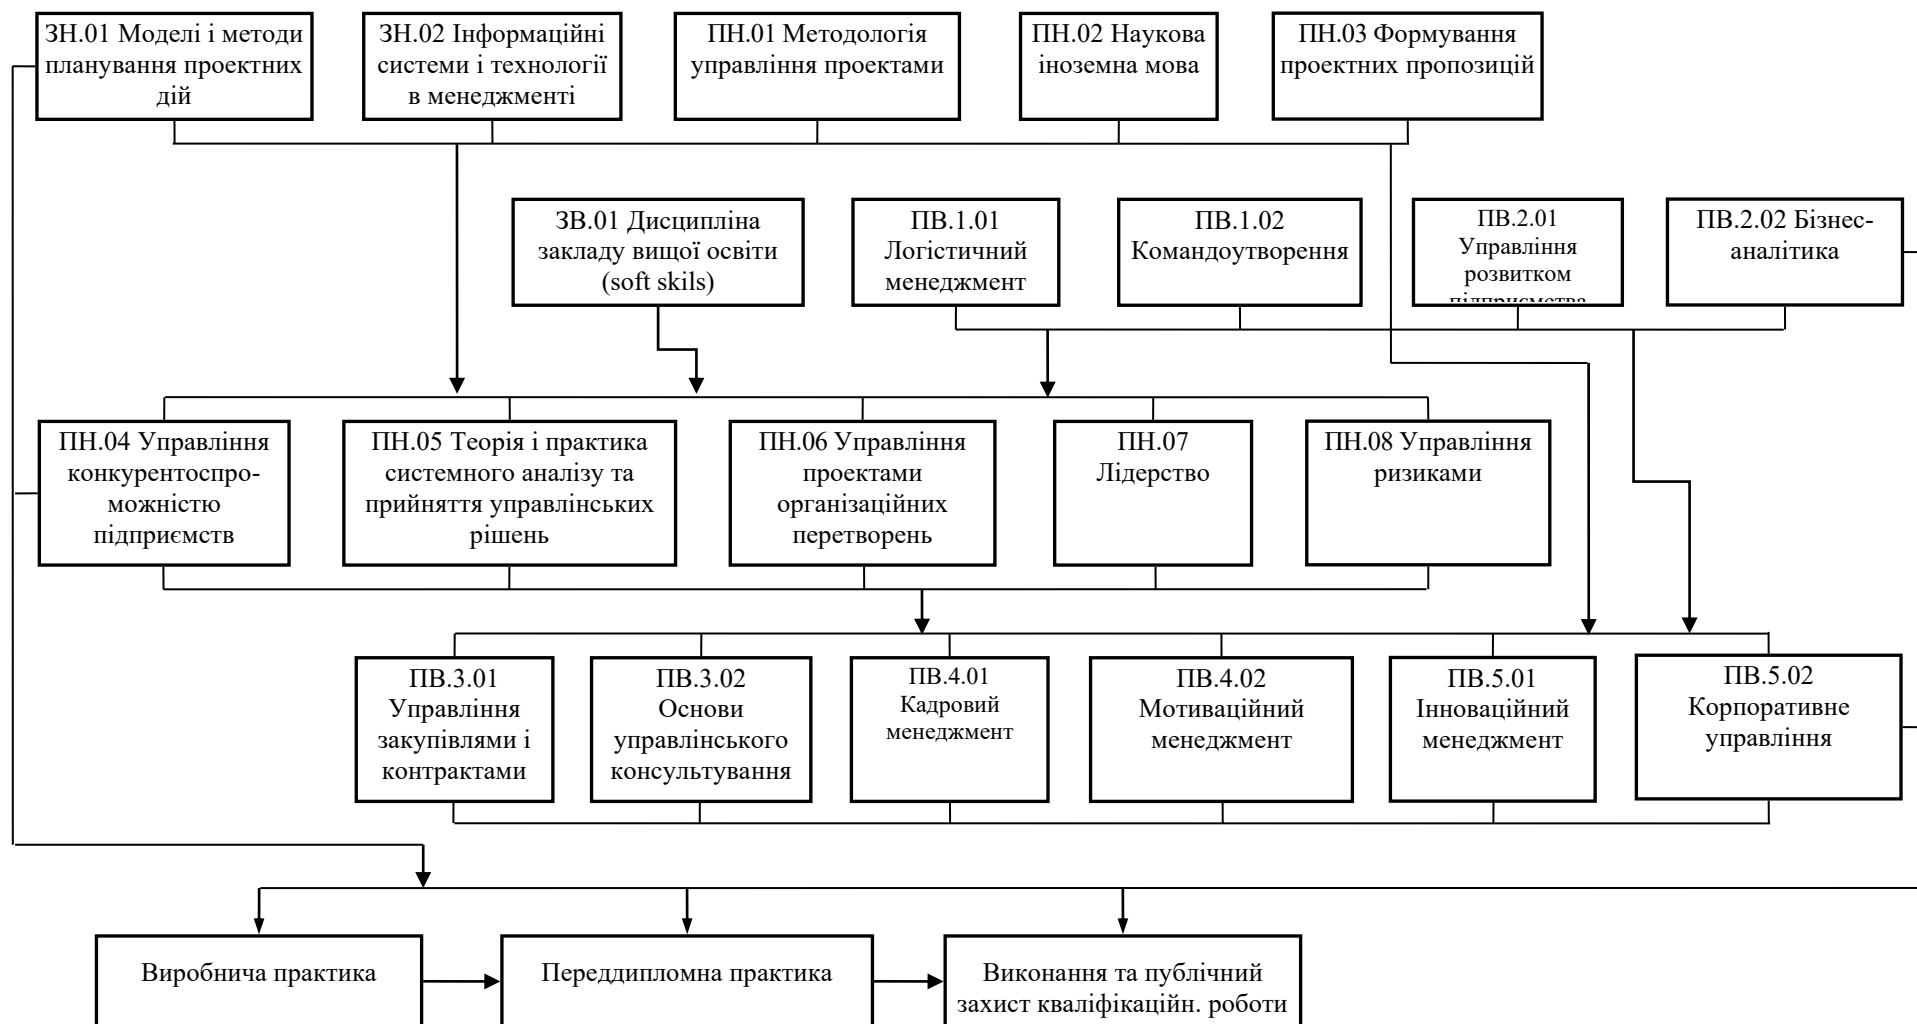 ЗН.01 Моделі і методи
планування проектних
дій
ЗН.02 Інформаційні
системи і технології
в менеджменті
ПН.01 Методологія
управління проектами
ПН.02 Наукова
іноземна мова
ПН.03 Формування
проектних пропозицій
ЗВ.01 Дисципліна
закладу вищої освіти
(soft skils)
ПВ.1.01
Логістичний
менеджмент
ПВ.1.02
Командоутворення
ПВ.2.01
Управління
розвитком
підприємства
ПВ.2.02 Бізнес-
аналітика
ПН.04 Управління
конкурентоспро-
можністю
підприємств
ПН.05 Теорія і практика
системного аналізу та
прийняття управлінських
рішень
ПН.06 Управління
проектами
організаційних
перетворень
ПН.07
Лідерство
ПН.08 Управління
ризиками
ПВ.3.01
Управління
закупівлями і
контрактами
ПВ.3.02
Основи
управлінського
консультування
ПВ.4.01
Кадровий
менеджмент
ПВ.4.02
Мотиваційний
менеджмент
ПВ.5.01
Інноваційний
менеджмент
ПВ.5.02
Корпоративне
управління
Виробнича практика
Переддипломна практика
Виконання та публічний
захист кваліфікаційн. роботи